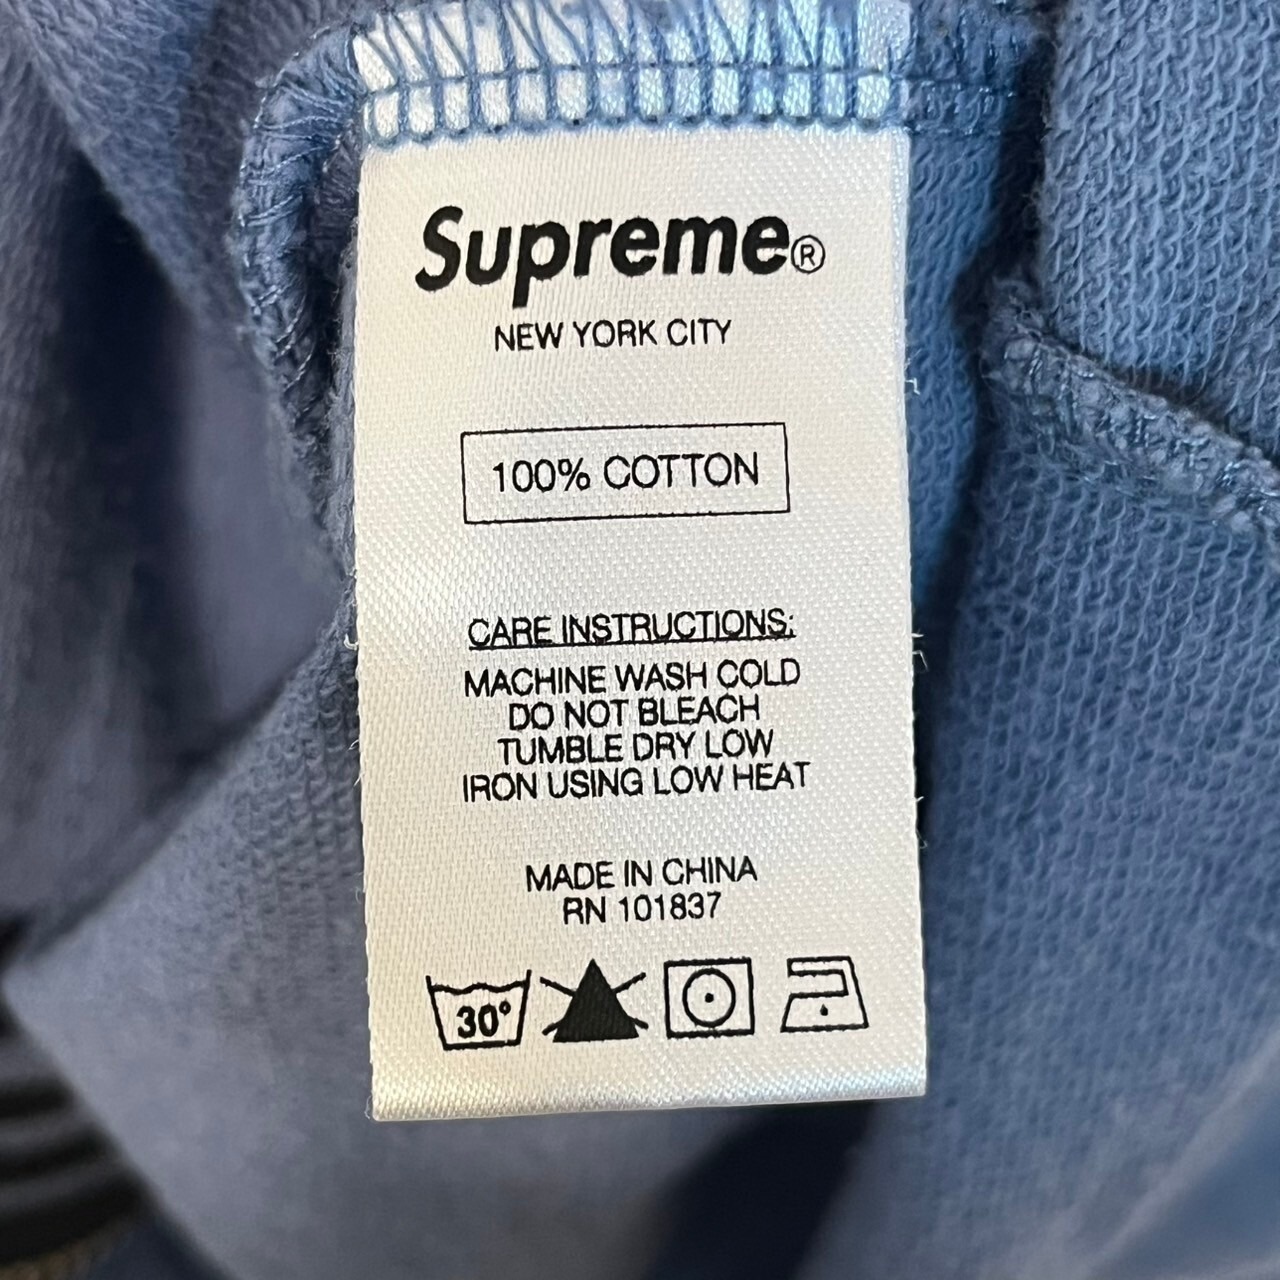 Supreme®
NEW YORK CITY
100% COTTON
CARE INSTRUCTIONS:
MACHINE WASH COLD
DO NOT BLEACH
TUMBLE DRY LOW
IRON USING LOW HEAT
MADE IN CHINA
RN 101837
30°